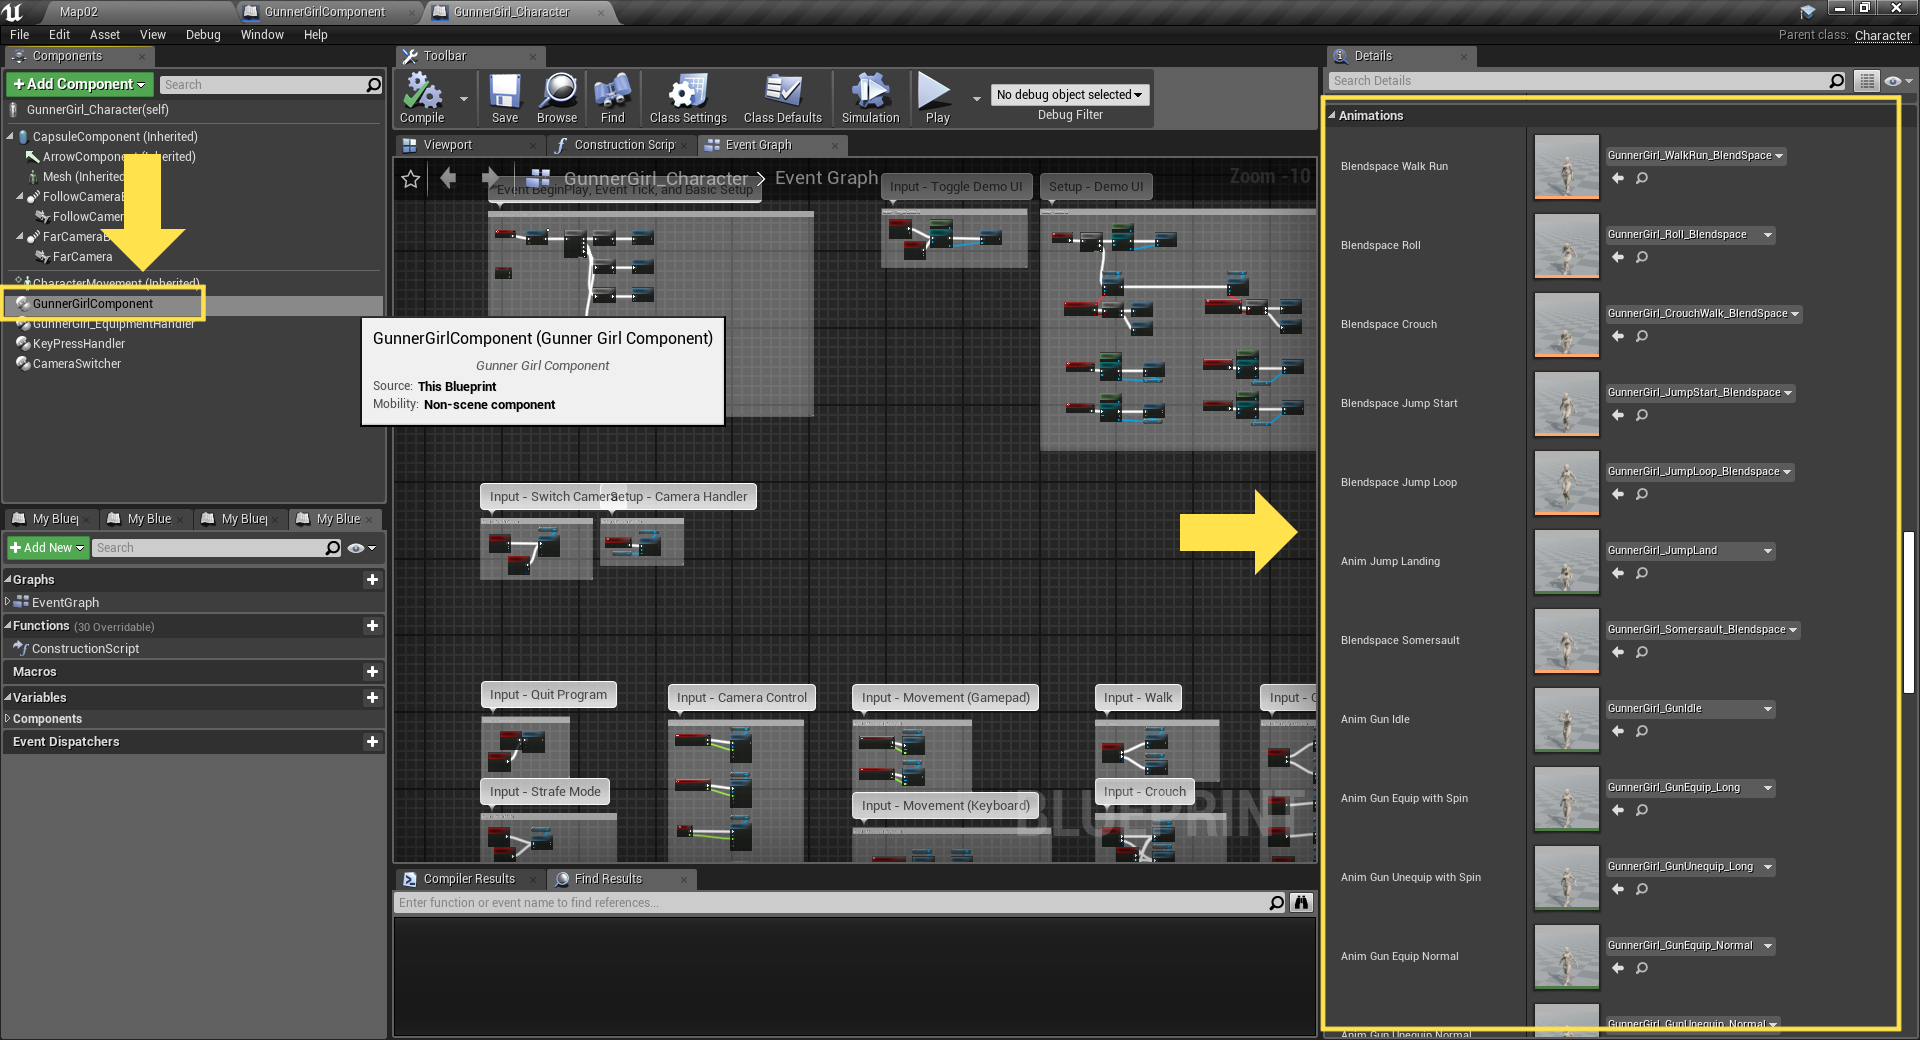 Map02
GunnerGirlComponent
GunnerGirl_Character
File Edit Asset View Debug Window Help
Parent class: Character
Components
Add Component
Search
GunnerGirl_Character(self)
CapsuleComponent (Inherited)
Mesh (Inherited
FollowCamera
FarCamera
CharacterMovement (Inherited)
GunnerGirlComponent
GunnerGirl_EquipmentHandler
KeyPressHandler
CameraSwitcher
My Blue
My Blue
My Blue
My Blue
Add New
Search
Graphs
EventGraph
Functions (30 Overridable)
ConstructionScript
Macros
Variables
Components
Event Dispatchers
Toolbar
Compile
Save
Browse
Find
Class Settings
Class Defaults
Simulation
Play
No debug object selected
Debug Filter
Viewport
Construction Scrip
Event Graph
GunnerGirl_Character > Event Graph
Zoom -10
Event BeginPlay, Event Tick, and Basic Setup
Input - Toggle Demo UI
Setup - Demo UI
GunnerGirlComponent (Gunner Girl Component)
Gunner Girl Component
Source: This Blueprint
Mobility: Non-scene component
Input - Switch Camera
Setup - Camera Handler
Input - Quit Program
Input - Camera Control
Input - Movement (Gamepad)
Input - Walk
Input -
Input - Strafe Mode
Input - Movement (Keyboard)
Input - Crouch
BLUEPRINT
Compiler Results
Find Results
Enter function or event name to find references...
Details
Search Details
Animations
Blendspace Walk Run
GunnerGirl_WalkRun_BlendSpace
Blendspace Roll
GunnerGirl_Roll_Blendspace
Blendspace Crouch
GunnerGirl_CrouchWalk_BlendSpace
Blendspace Jump Start
GunnerGirl_JumpStart_Blendspace
Blendspace Jump Loop
GunnerGirl_JumpLoop_Blendspace
Anim Jump Landing
GunnerGirl_JumpLand
Blendspace Somersault
GunnerGirl_Somersault_Blendspace
Anim Gun Idle
GunnerGirl_GunIdle
Anim Gun Equip with Spin
GunnerGirl_GunEquip_Long
Anim Gun Unequip with Spin
GunnerGirl_GunUnequip_Long
Anim Gun Equip Normal
GunnerGirl_GunEquip_Normal
Anim Gun Unequip Normal
GunnerGirl_GunUnequip_Normal